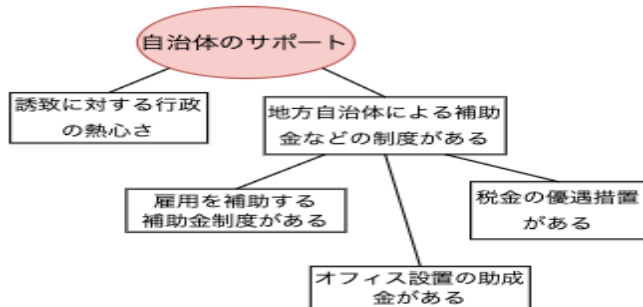 自治体のサポート
誘致に対する行政
の熱心さ
地方自治体による補助
金などの制度がある
雇用を補助する
補助金制度がある
税金の優遇措置
がある
オフィス設置の助成
金がある